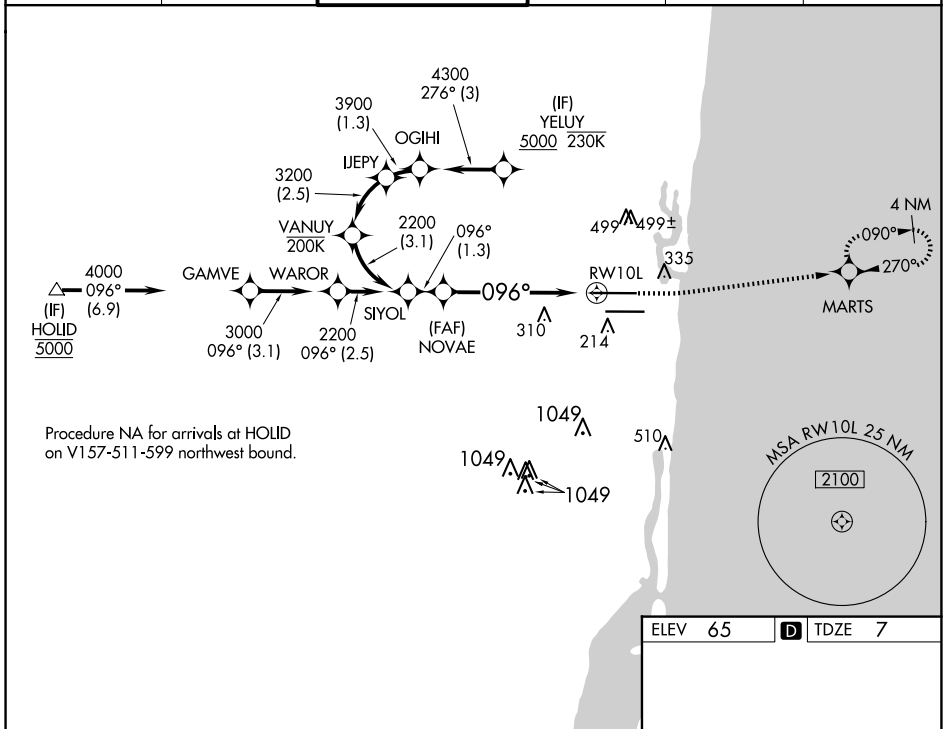 4300
276° (3)
(IF)
YELUY
5000 230K
3900
(1.3)
OGIHI
IJEPY
3200
(2.5)
VANUY
200K
2200
(3.1)
096°
(1.3)
499 499±
4 NM
090°
270°
335
MARTS
4000
096°
(6.9)
(IF)
HOLID
5000
GAMVE
WAROR
3000
096° (3.1)
2200
096° (2.5)
SIYOL
(FAF)
NOVAE
096°
RW10L
310
214
Procedure NA for arrivals at HOLID
on V157-511-599 northwest bound.
1049
510
1049
1049
MSA RW10L 25 NM
2100
ELEV 65 D TDZE 7